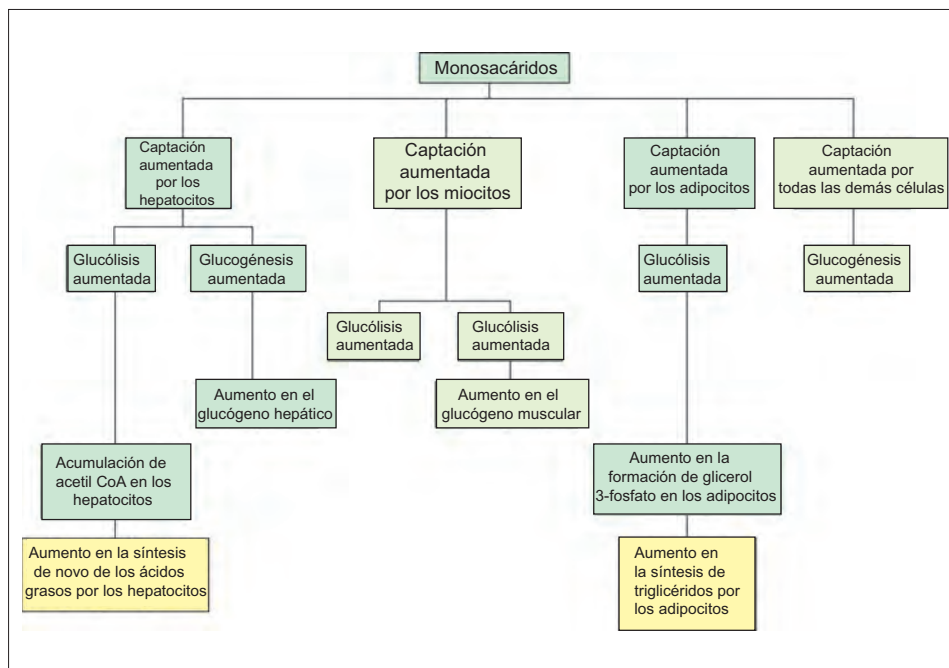 Monosacáridos
Captación
aumentada
por los
hepatocitos
Captación
aumentada
por los miocitos
Captación
aumentada
por los adipocitos
Captación
aumentada por
todas las demás células
Glucólisis
aumentada
Glucogénesis
aumentada
Glucólisis
aumentada
Glucogénesis
aumentada
Glucólisis
aumentada
Glucólisis
aumentada
Aumento en el
glucógeno hepático
Aumento en el
glucógeno muscular
Acumulación de
acetil CoA en los
hepatocitos
Aumento en la
formación de glicerol
3-fosfato en los adipocitos
Aumento en la síntesis
de novo de los ácidos
grasos por los hepatocitos
Aumento en
la síntesis de
triglicéridos por
los adipocitos